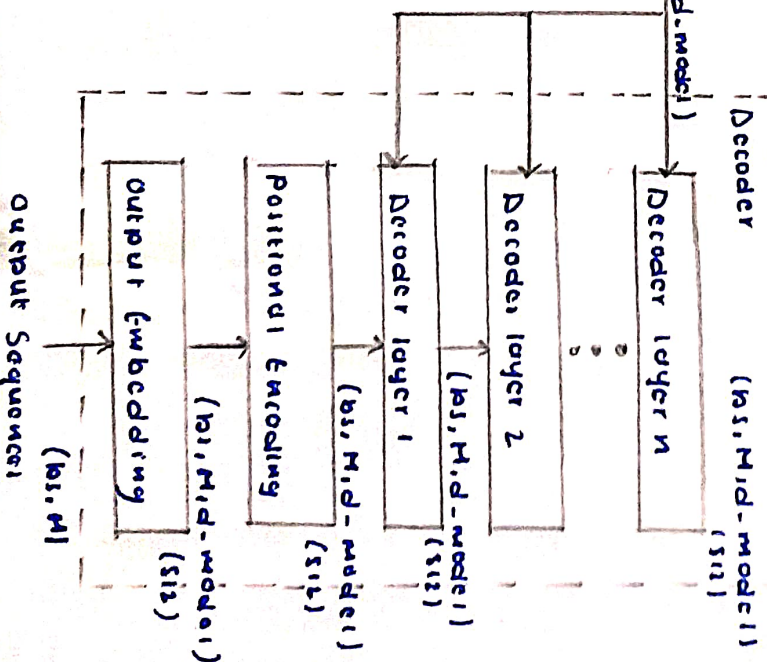 d-model)
Decoder
(bs, M, d-model)
(512)
Decoder layer n
Decoder layer 2
(bs, M, d-model)
(512)
Decoder layer 1
(bs, M, d-model)
(512)
Positional Encoding
(bs, M, d-model)
(512)
Output Embedding
(bs, M)
Output Sequences